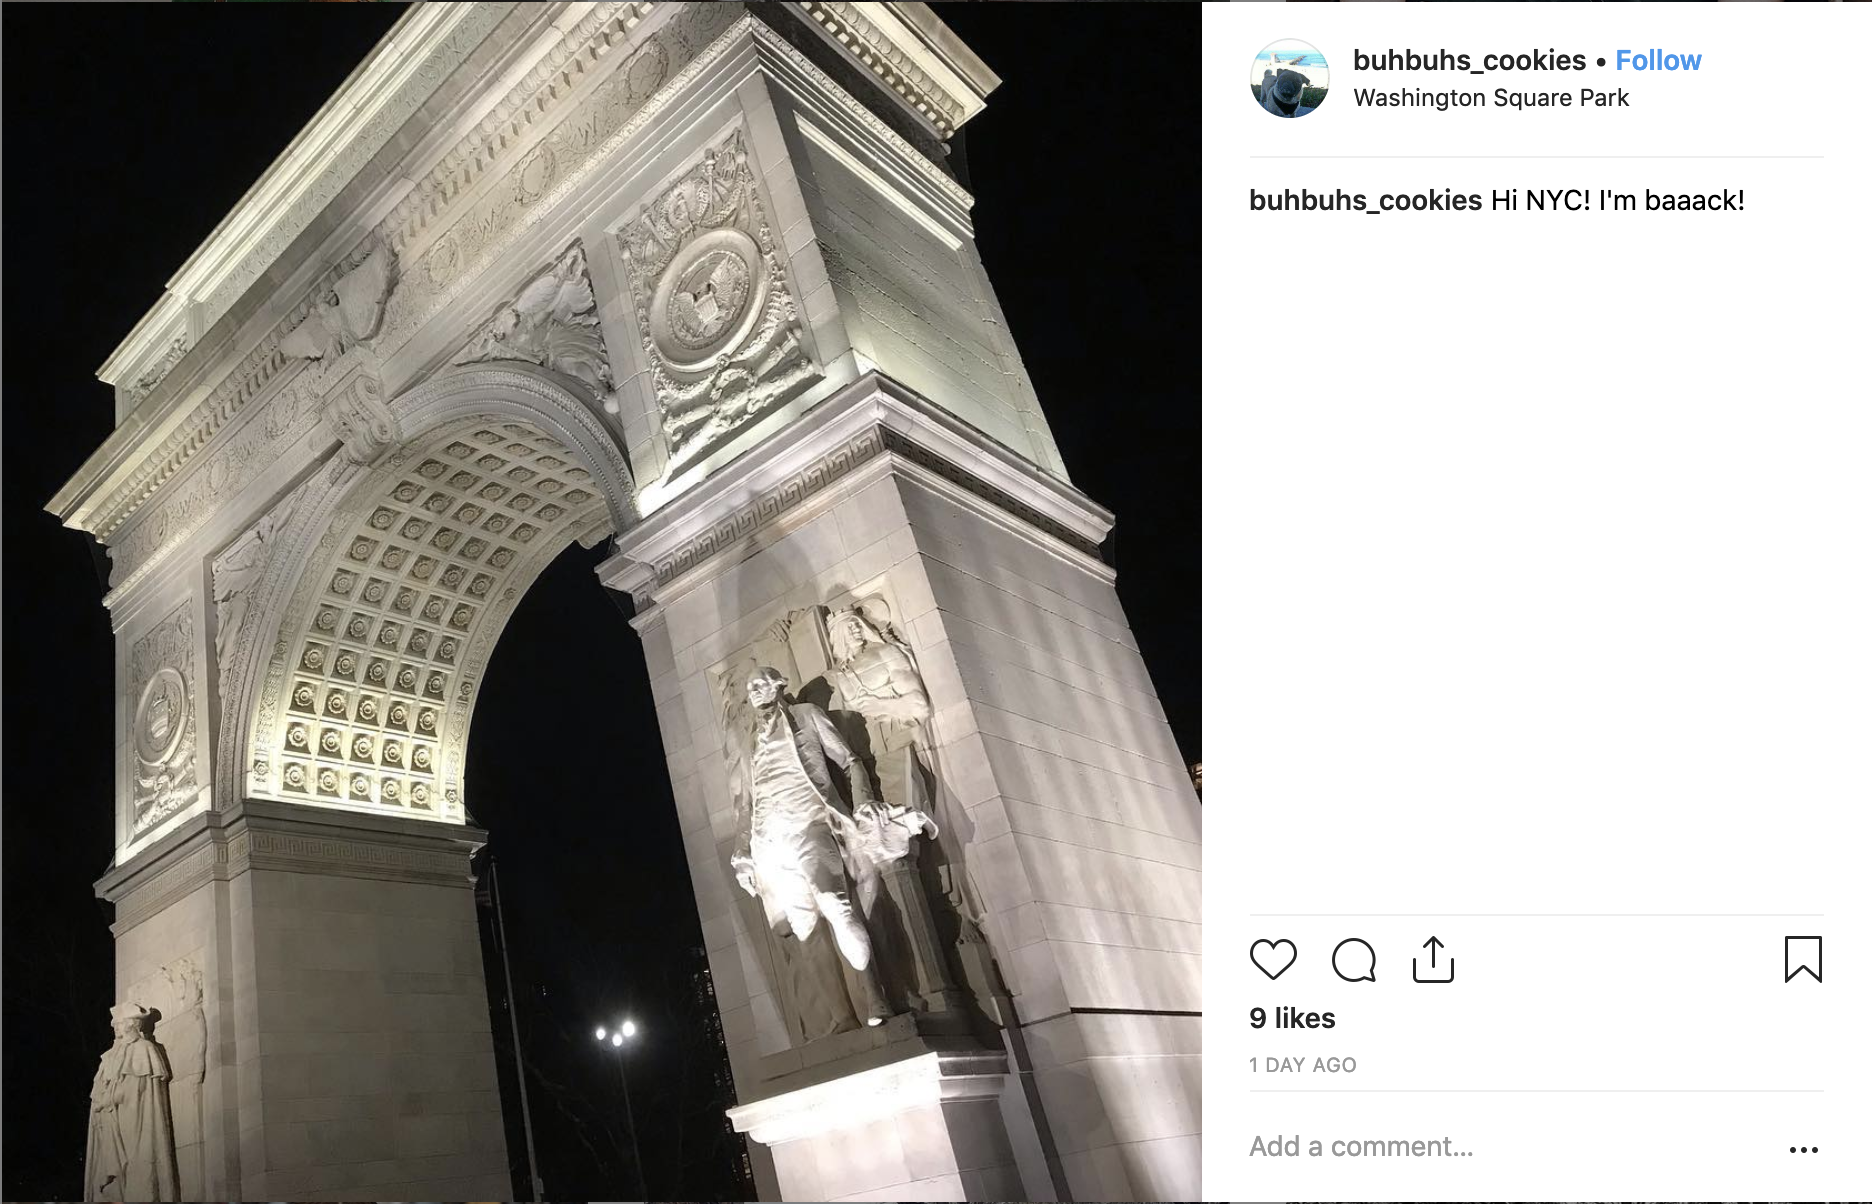 buhbuhs_cookies • Follow
Washington Square Park
buhbuhs_cookies Hi NYC! I'm baaack!
9 likes
1 DAY AGO
Add a comment...